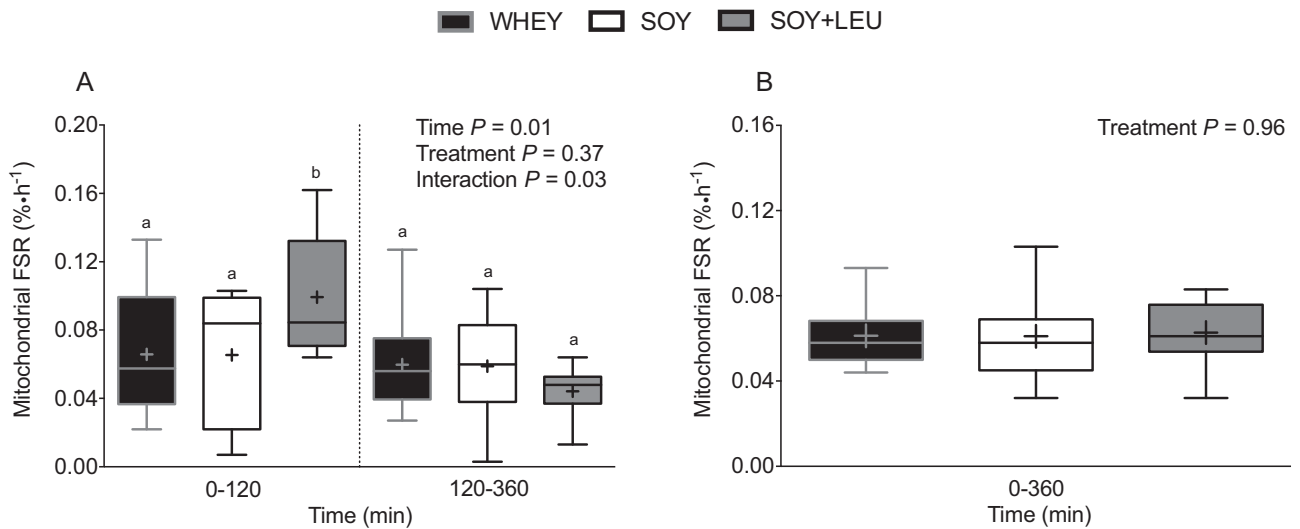 WHEY SOY SOY+LEU
A
Mitochondrial FSR (%•h⁻¹)
0.20
0.16
0.12
0.08
0.04
0.00
Time P = 0.01
Treatment P = 0.37
Interaction P = 0.03
a
a
b
a
a
a
0-120 120-360
Time (min)
B
Mitochondrial FSR (%•h⁻¹)
0.16
0.12
0.08
0.04
0.00
Treatment P = 0.96
0-360
Time (min)